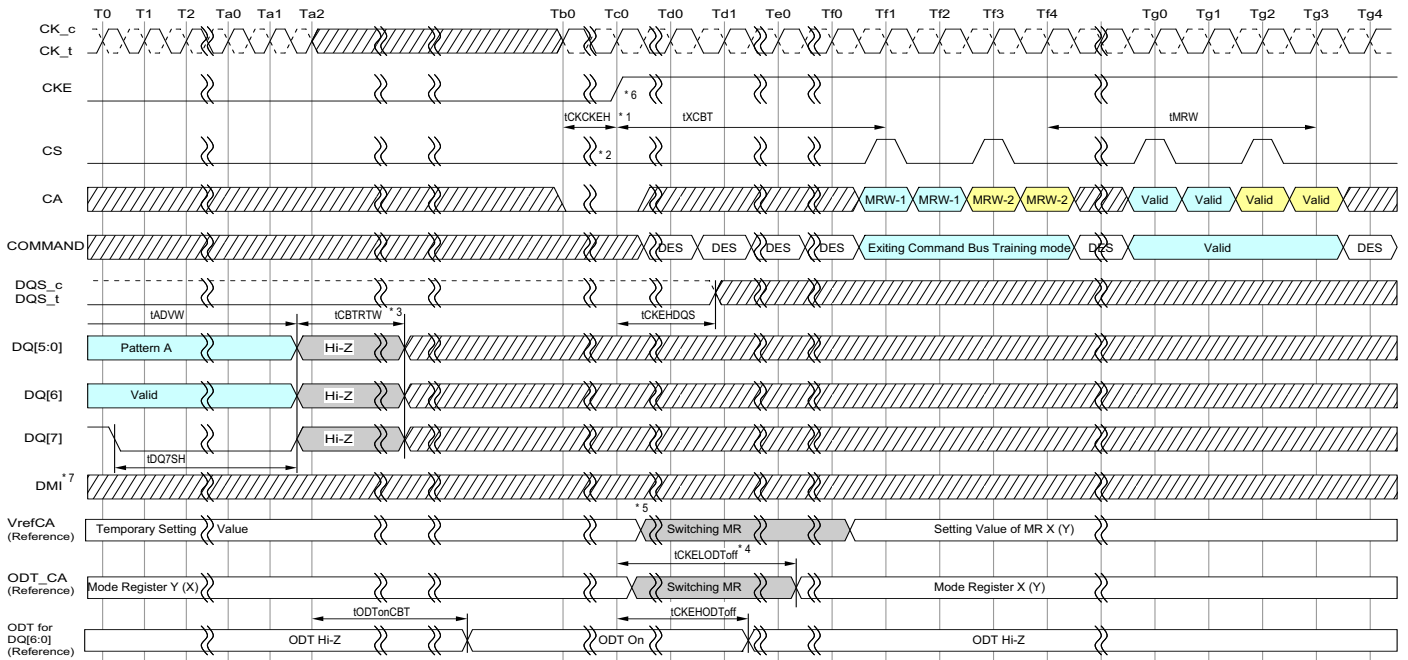 T0 T1 T2 Ta0 Ta1 Ta2 Tb0 Tc0 Td0 Td1 Te0 Tf0 Tf1 Tf2 Tf3 Tf4 Tg0 Tg1 Tg2 Tg3 Tg4
CK_c
CK_t
CKE
*6
tCKCKEH *1 tXCBT tMRW
CS
*2
CA MRW-1 MRW-1 MRW-2 MRW-2 Valid Valid Valid Valid
COMMAND DES DES DES DES Exiting Command Bus Training mode DES Valid DES
DQS_c
DQS_t
tADVW tCBTRTW *3 tCKEHDQS
DQ[5:0] Pattern A Hi-Z
DQ[6] Valid Hi-Z
DQ[7] Hi-Z
tDQ7SH
DMI *7
*5
VrefCA
(Reference)
Temporary Setting Value Switching MR Setting Value of MR X (Y)
tCKELODToff *4
ODT_CA
(Reference)
Mode Register Y (X) Switching MR Mode Register X (Y)
tODTonCBT tCKEHODToff
ODT for
DQ[6:0]
(Reference)
ODT Hi-Z ODT On ODT Hi-Z